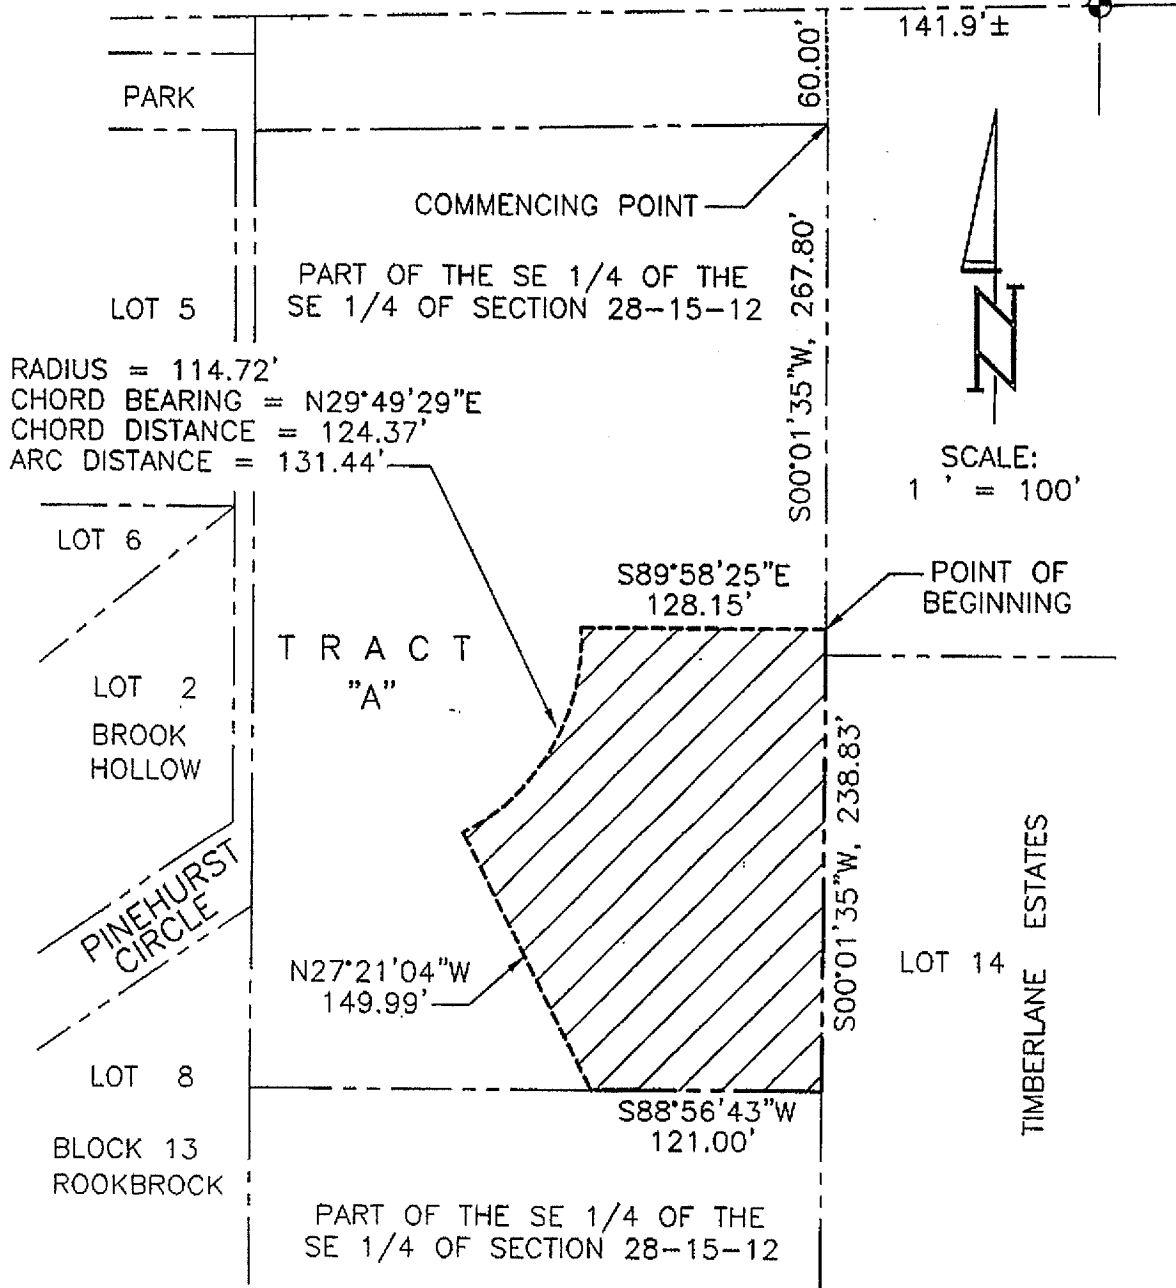 141.9'±
60.00'
PARK
COMMENCING POINT
PART OF THE SE 1/4 OF THE
SE 1/4 OF SECTION 28-15-12
LOT 5
S00°01'35"W, 267.80'
RADIUS = 114.72'
CHORD BEARING = N29°49'29"E
CHORD DISTANCE = 124.37'
ARC DISTANCE = 131.44'
N
SCALE:
1 ' = 100'
LOT 6
S89°58'25"E
128.15'
POINT OF
BEGINNING
TRACT
"A"
LOT 2
BROOK
HOLLOW
S00°01'35"W, 238.83'
PINEHURST
CIRCLE
N27°21'04"W
149.99'
LOT 14
TIMBERLANE ESTATES
LOT 8
S88°56'43"W
121.00'
BLOCK 13
ROOKBROCK
PART OF THE SE 1/4 OF THE
SE 1/4 OF SECTION 28-15-12